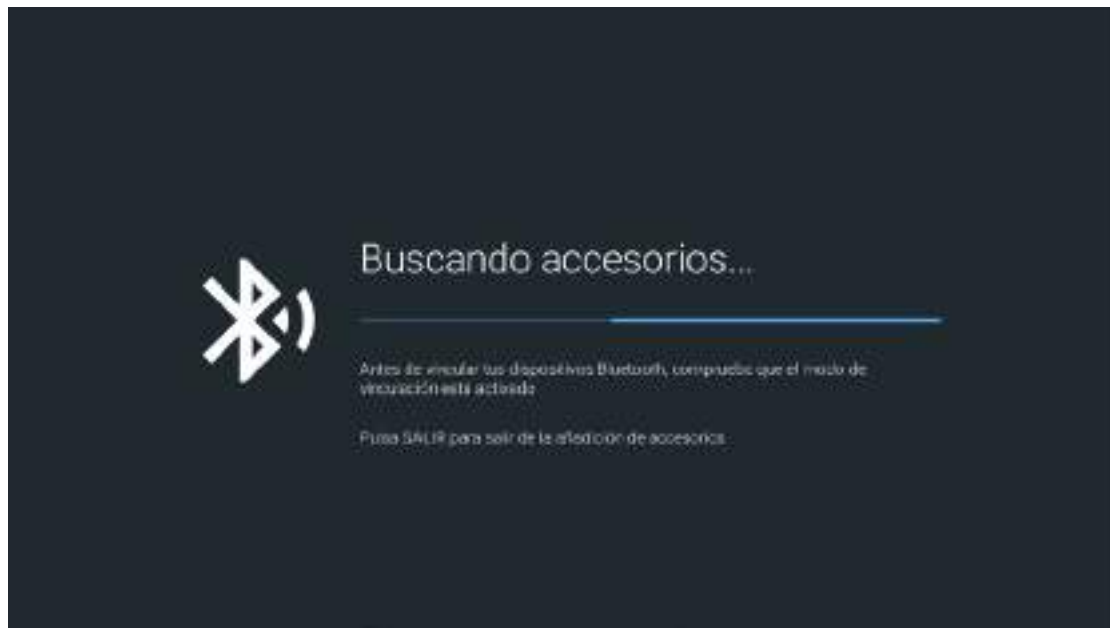 Buscando accesorios...
Antes de vincular tus dispositivos Bluetooth, comprueba que el modo de
vinculación está activado
Pulsa SALIR para salir de la añadición de accesorios